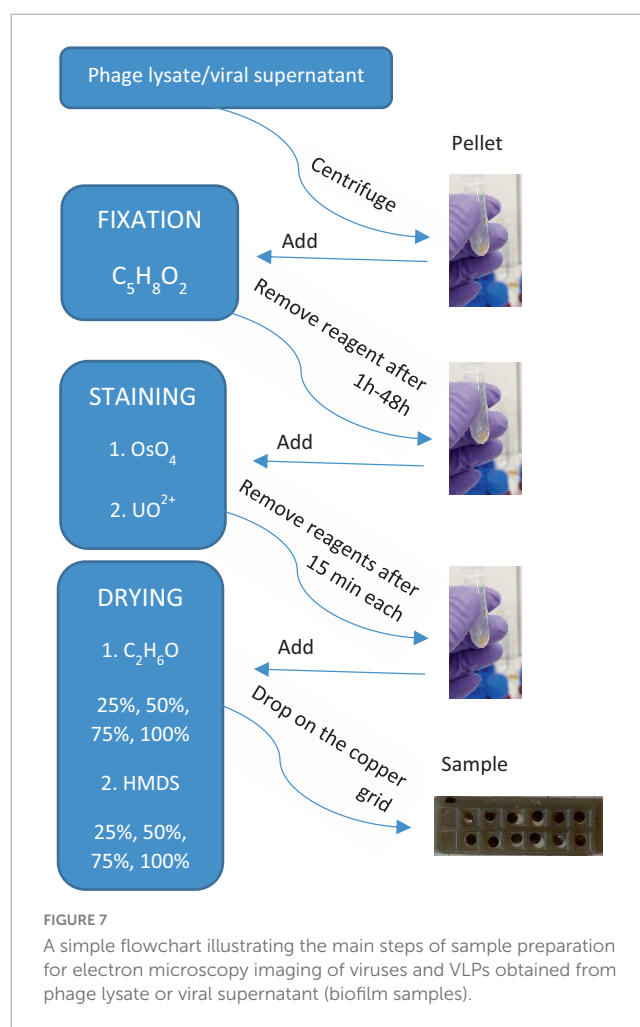 Phage lysate/viral supernatant
Centrifuge
Pellet
FIXATION
C₅H₈O₂
Add
Remove reagent after
1h-48h
STAINING
1. OsO₄
2. UO²⁺
Add
Remove reagents after
15 min each
DRYING
1. C₂H₆O
25%, 50%,
75%, 100%
2. HMDS
25%, 50%,
75%, 100%
Add
Drop on the copper
grid
Sample
FIGURE 7
A simple flowchart illustrating the main steps of sample preparation
for electron microscopy imaging of viruses and VLPs obtained from
phage lysate or viral supernatant (biofilm samples).